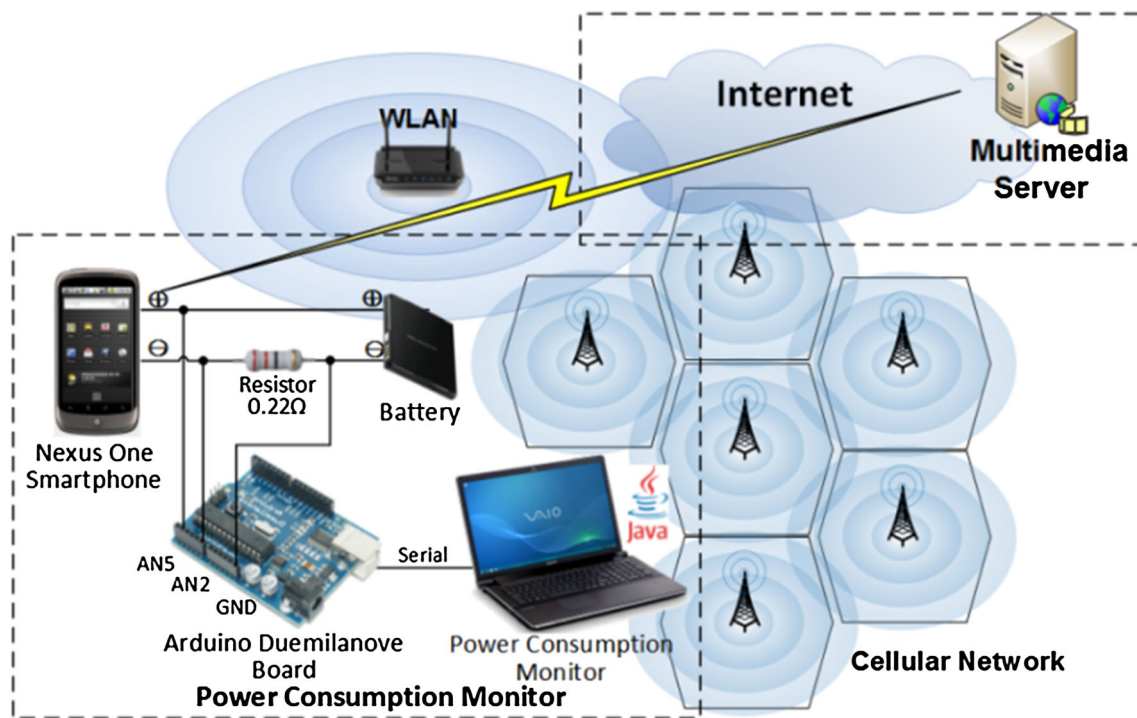 Internet
WLAN
Multimedia
Server
Resistor
0.22Ω
Battery
Nexus One
Smartphone
VAIO
Java
AN5
AN2
GND
Serial
Arduino Duemilanove
Board
Power Consumption
Monitor
Power Consumption Monitor
Cellular Network